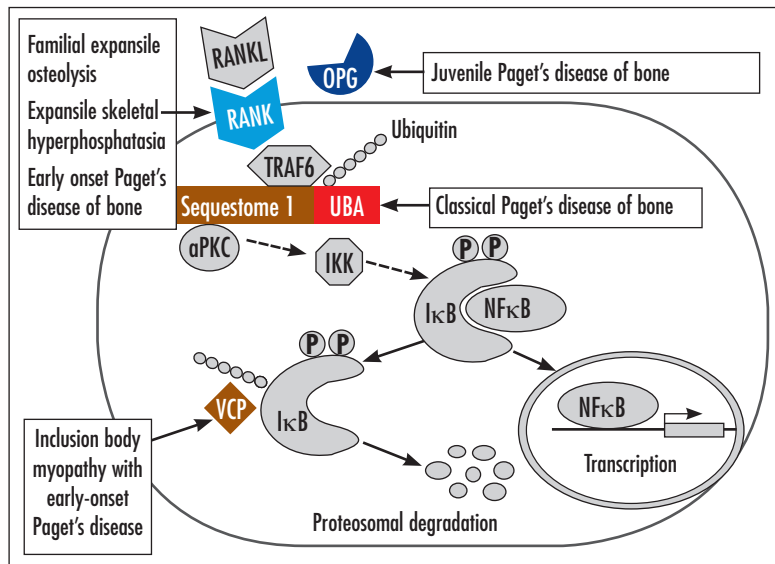 Familial expansile
osteolysis
Expansile skeletal
hyperphosphatasia
Early onset Paget's
disease of bone
RANKL
RANK
OPG
Juvenile Paget's disease of bone
Ubiquitin
TRAF6
Sequestome 1
UBA
Classical Paget's disease of bone
aPKC
IKK
P P
IκB
NFκB
P P
VCP
IκB
NFκB
Transcription
Inclusion body
myopathy with
early-onset
Paget's disease
Proteosomal degradation